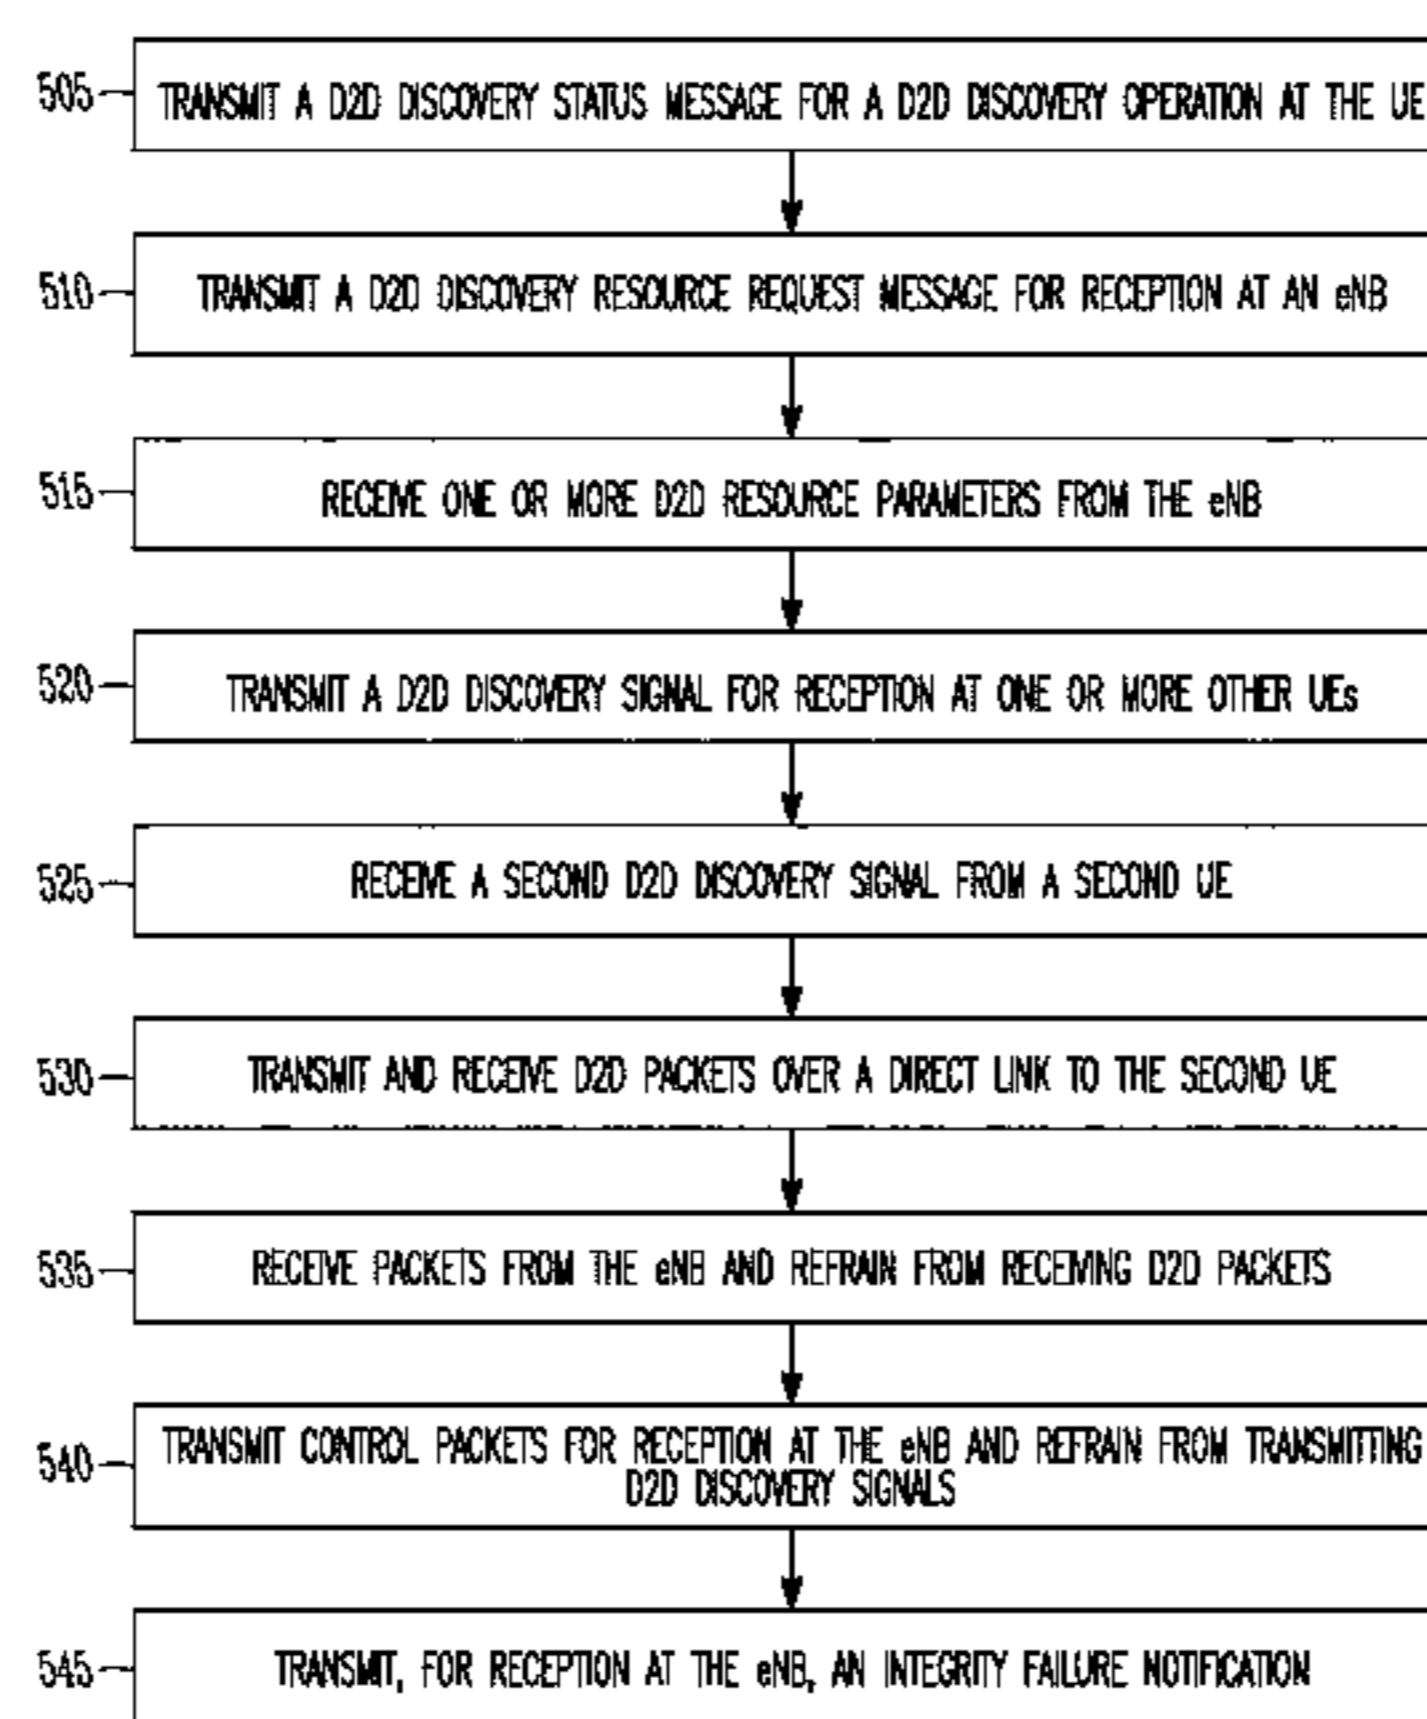 505 TRANSMIT A D2D DISCOVERY STATUS MESSAGE FOR A D2D DISCOVERY OPERATION AT THE UE
510 TRANSMIT A D2D DISCOVERY RESOURCE REQUEST MESSAGE FOR RECEPTION AT AN eNB
515 RECEIVE ONE OR MORE D2D RESOURCE PARAMETERS FROM THE eNB
520 TRANSMIT A D2D DISCOVERY SIGNAL FOR RECEPTION AT ONE OR MORE OTHER UEs
525 RECEIVE A SECOND D2D DISCOVERY SIGNAL FROM A SECOND UE
530 TRANSMIT AND RECEIVE D2D PACKETS OVER A DIRECT LINK TO THE SECOND UE
535 RECEIVE PACKETS FROM THE eNB AND REFRAIN FROM RECEIVING D2D PACKETS
540 TRANSMIT CONTROL PACKETS FOR RECEPTION AT THE eNB AND REFRAIN FROM TRANSMITTING
D2D DISCOVERY SIGNALS
545 TRANSMIT, FOR RECEPTION AT THE eNB, AN INTEGRITY FAILURE NOTIFICATION